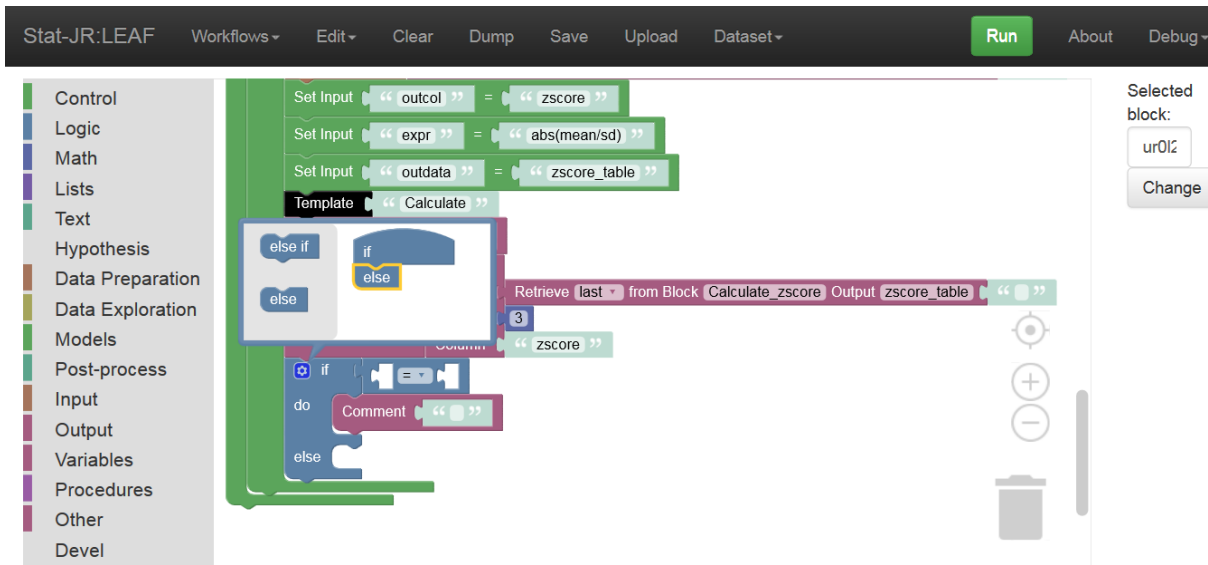 Stat-JR:LEAF Workflows Edit Clear Dump Save Upload Dataset Run About Debug
Control
Logic
Math
Lists
Text
Hypothesis
Data Preparation
Data Exploration
Models
Post-process
Input
Output
Variables
Procedures
Other
Devel
Set Input “ outcol ” = “ zscore ”
Set Input “ expr ” = “ abs(mean/sd) ”
Set Input “ outdata ” = “ zscore_table ”
Template “ Calculate ”
else if
else
if
else
Retrieve last from Block Calculate_zscore Output zscore_table “ ”
3
“ zscore ”
if =
do Comment “ ”
else
Selected
block:
ur0l2
Change